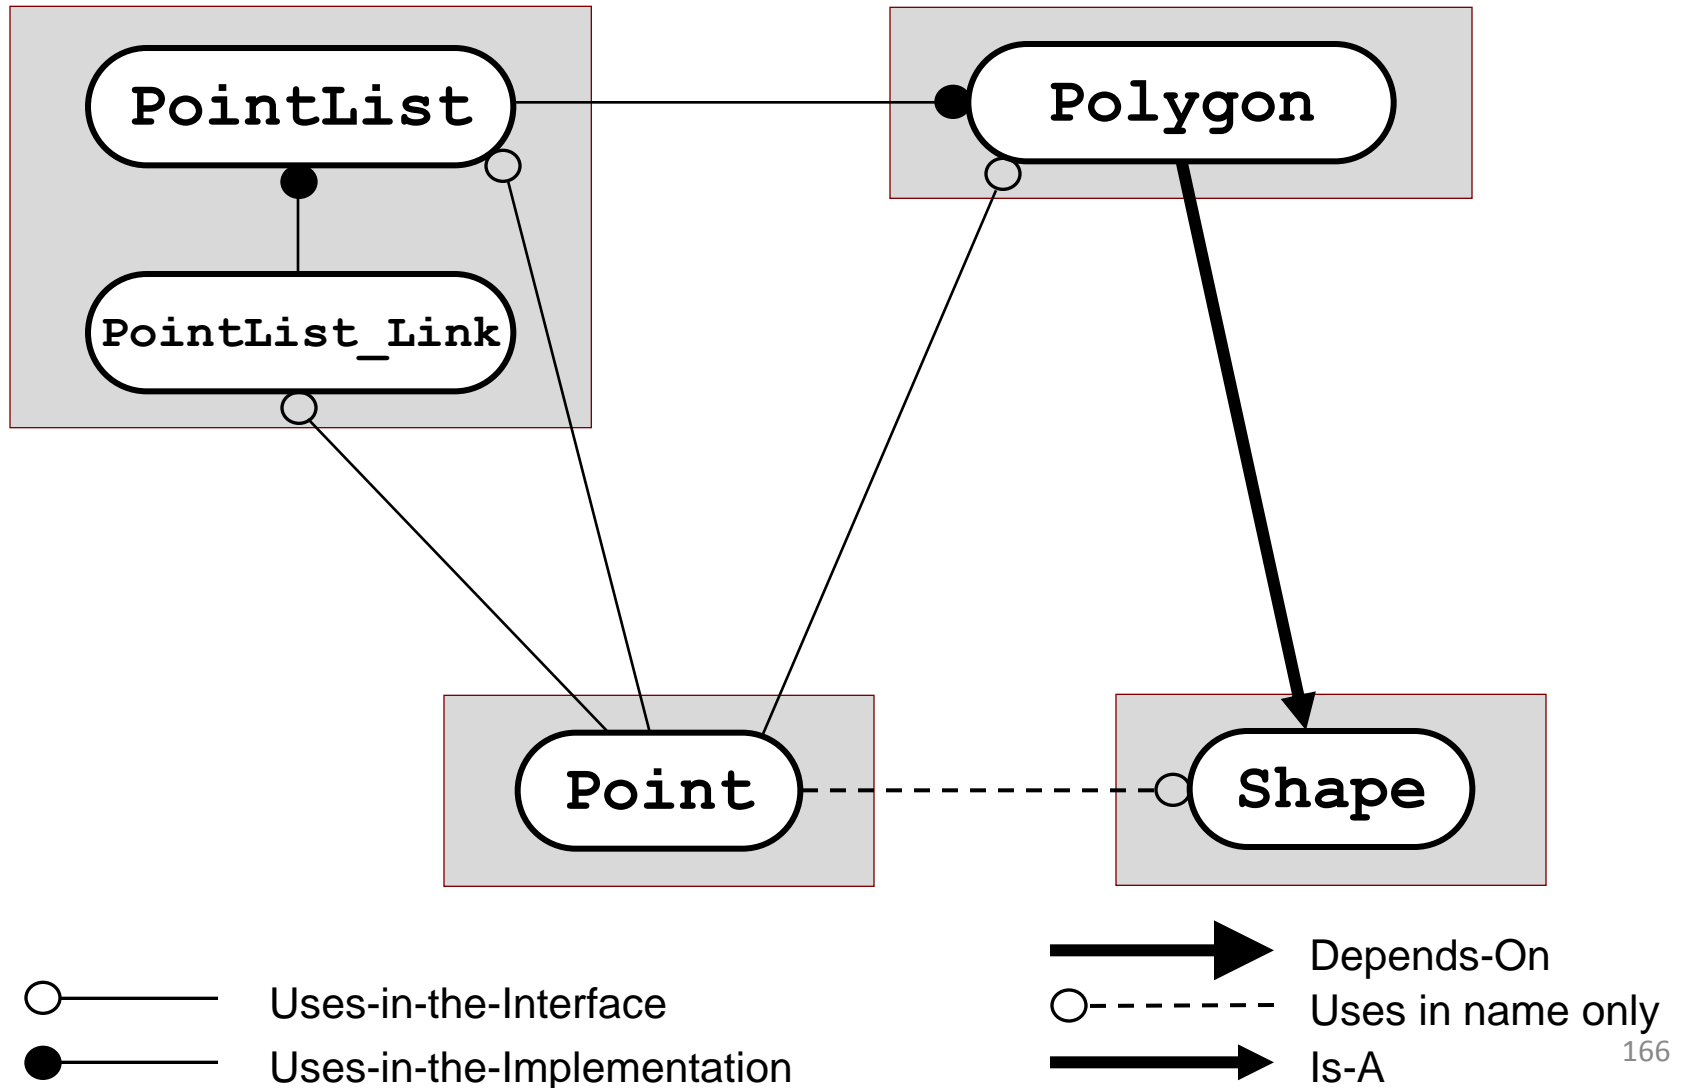 PointList
Polygon
PointList_Link
Point
Shape
Uses-in-the-Interface
Uses-in-the-Implementation
Depends-On
Uses in name only
Is-A
166